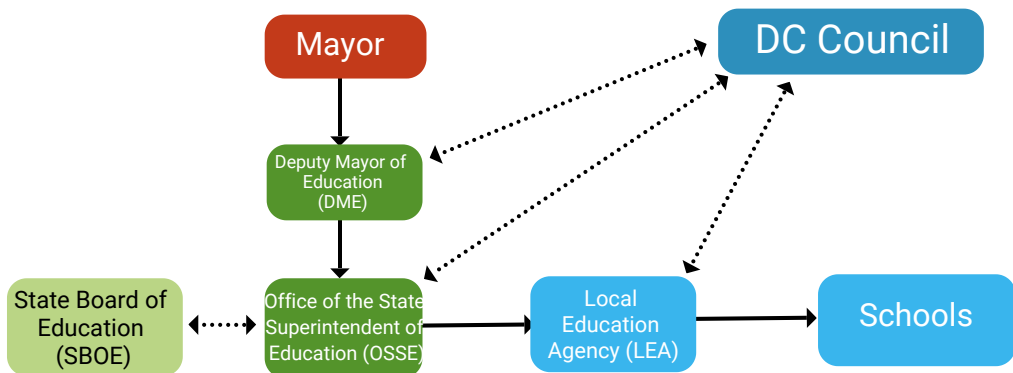 Mayor
DC Council
Deputy Mayor of
Education
(DME)
State Board of
Education
(SBOE)
Office of the State
Superintendent of
Education (OSSE)
Local
Education
Agency (LEA)
Schools